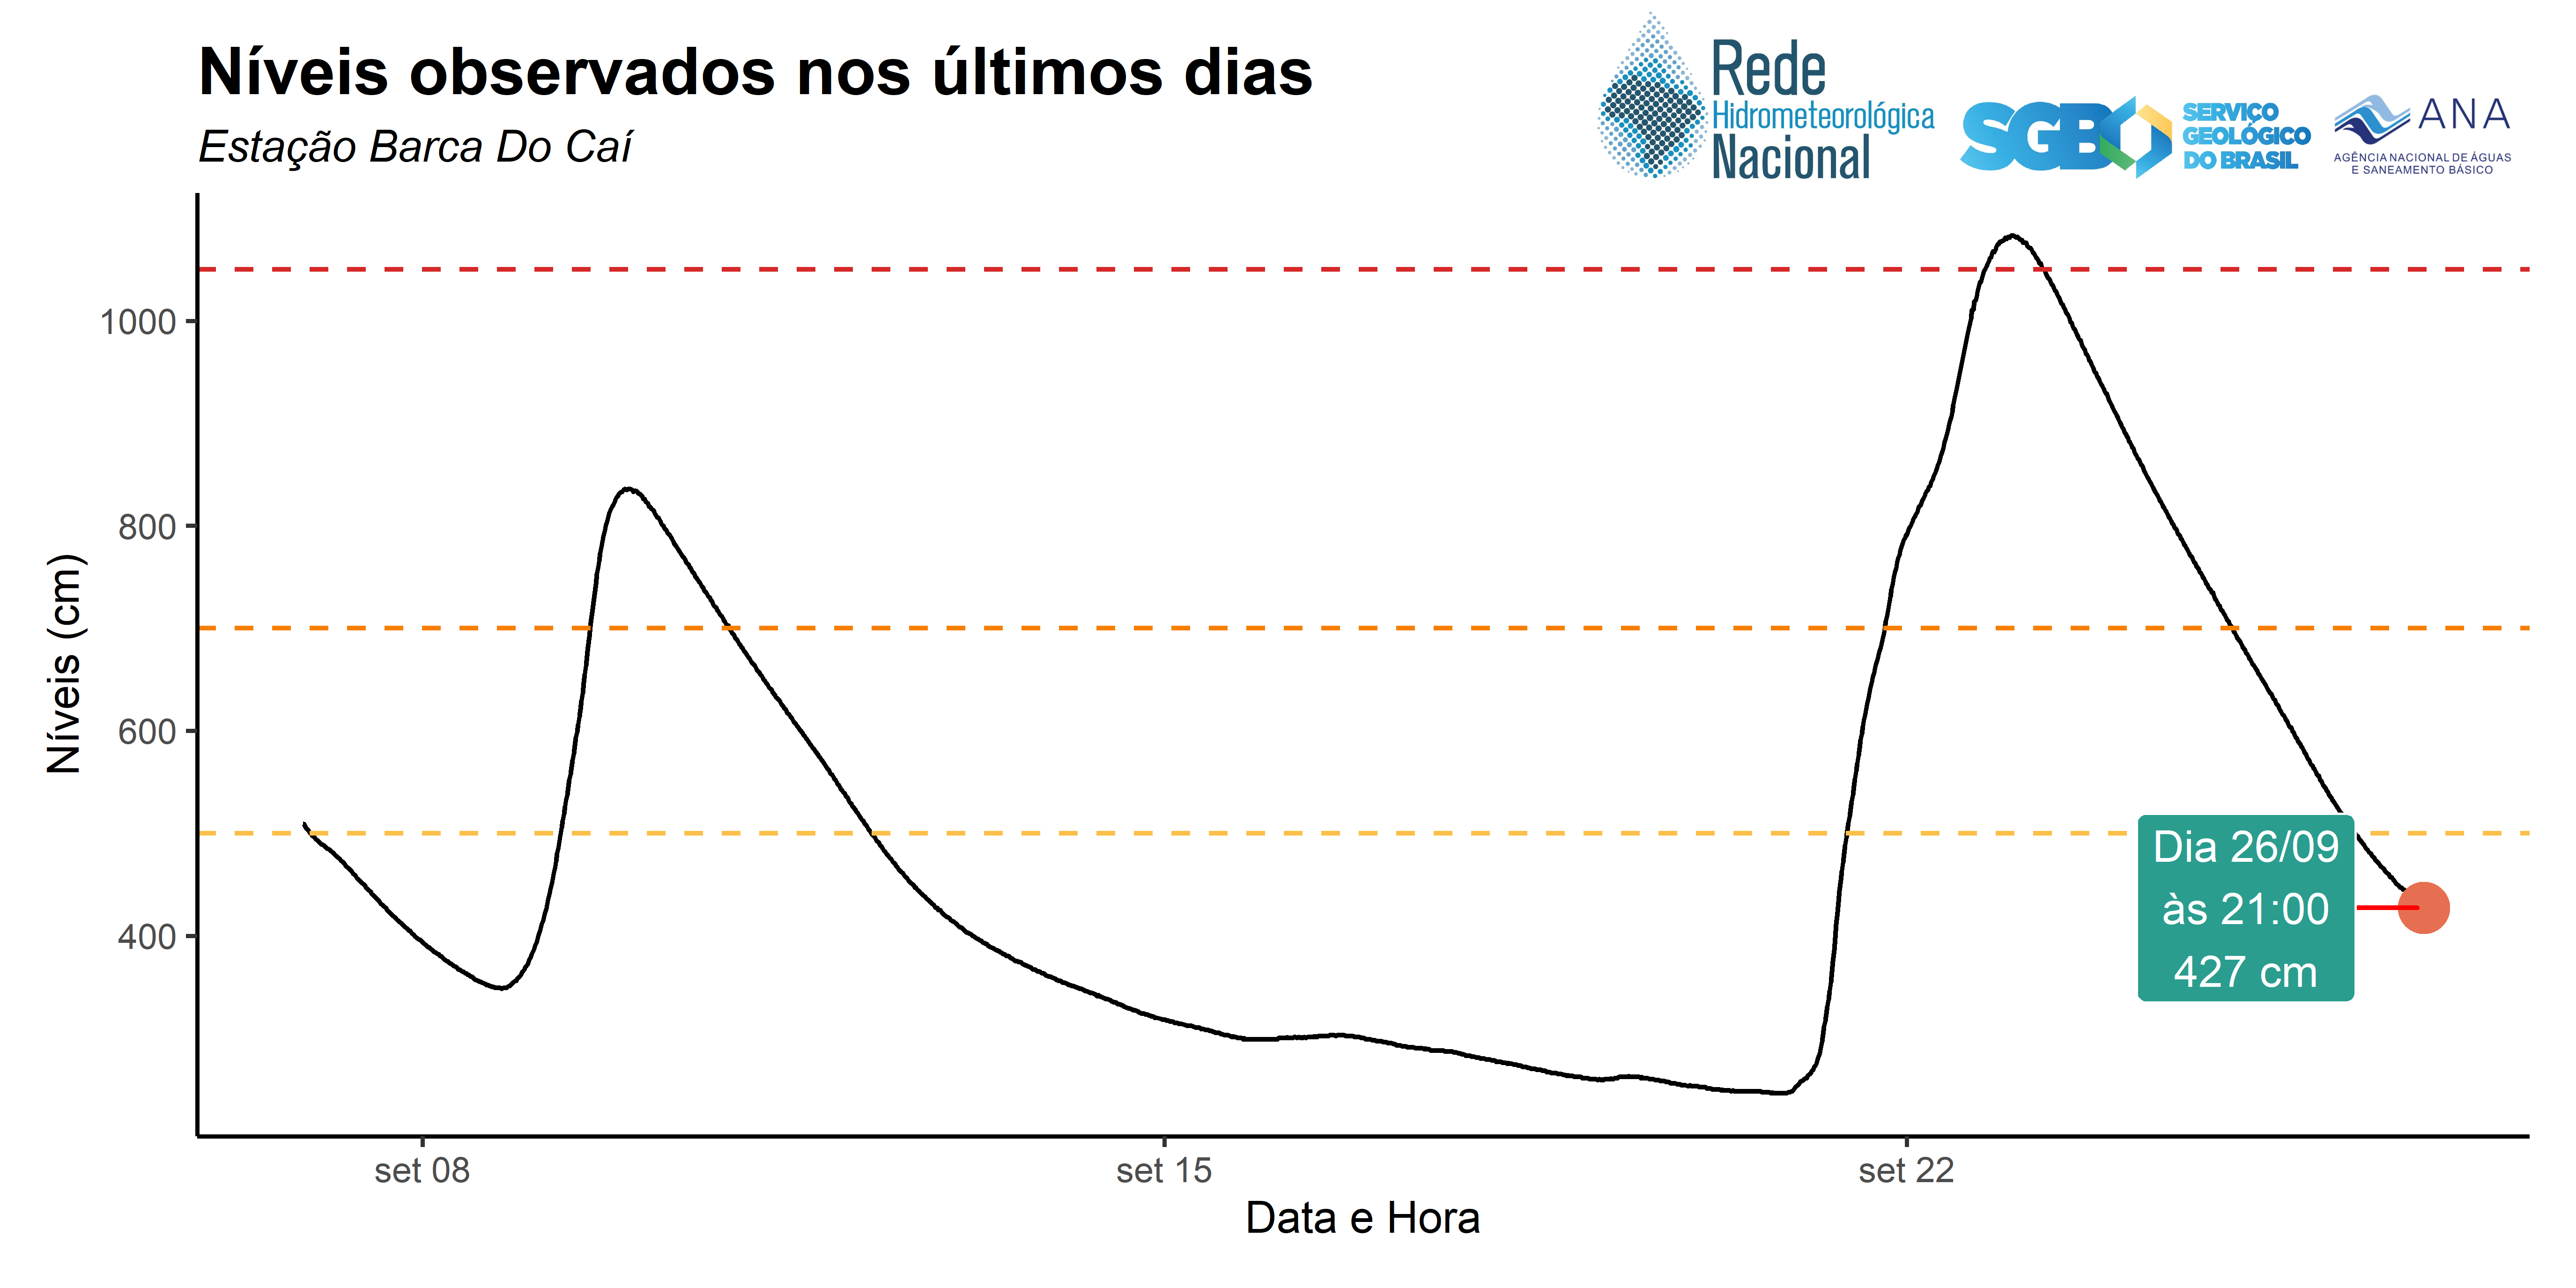 Níveis observados nos últimos dias
Estação Barca Do Caí
Rede
Hidrometeorológica
Nacional
SGB
SERVIÇO
GEOLÓGICO
DO BRASIL
ANA
AGÊNCIA NACIONAL DE ÁGUAS
E SANEAMENTO BÁSICO
Níveis (cm)
1000
800
600
400
Dia 26/09
às 21:00
427 cm
set 08
set 15
set 22
Data e Hora